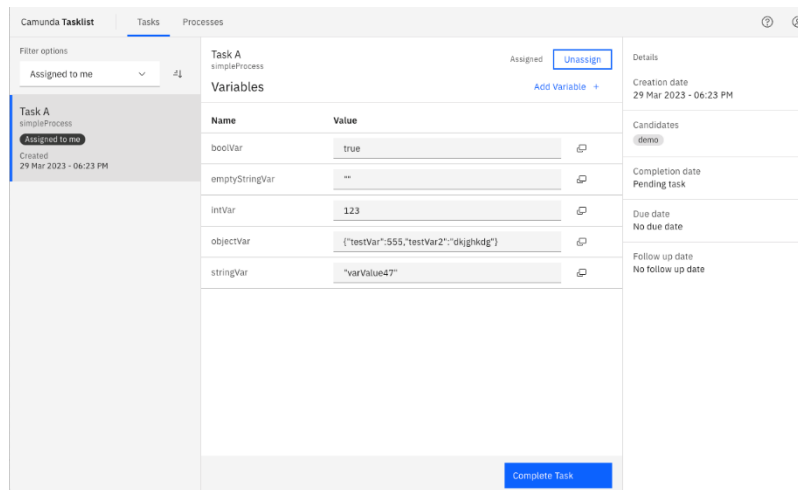 Camunda Tasklist Tasks Processes
Filter options
Assigned to me
Task A
simpleProcess
Assigned to me
Created
29 Mar 2023 - 06:23 PM
Task A
simpleProcess
Assigned
Unassign
Variables
Add Variable +
Name Value
boolVar true
emptyStringVar ""
intVar 123
objectVar {"testVar":555,"testVar2":"dkjghkdg"}
stringVar "varValue47"
Complete Task
Details
Creation date
29 Mar 2023 - 06:23 PM
Candidates
demo
Completion date
Pending task
Due date
No due date
Follow up date
No follow up date